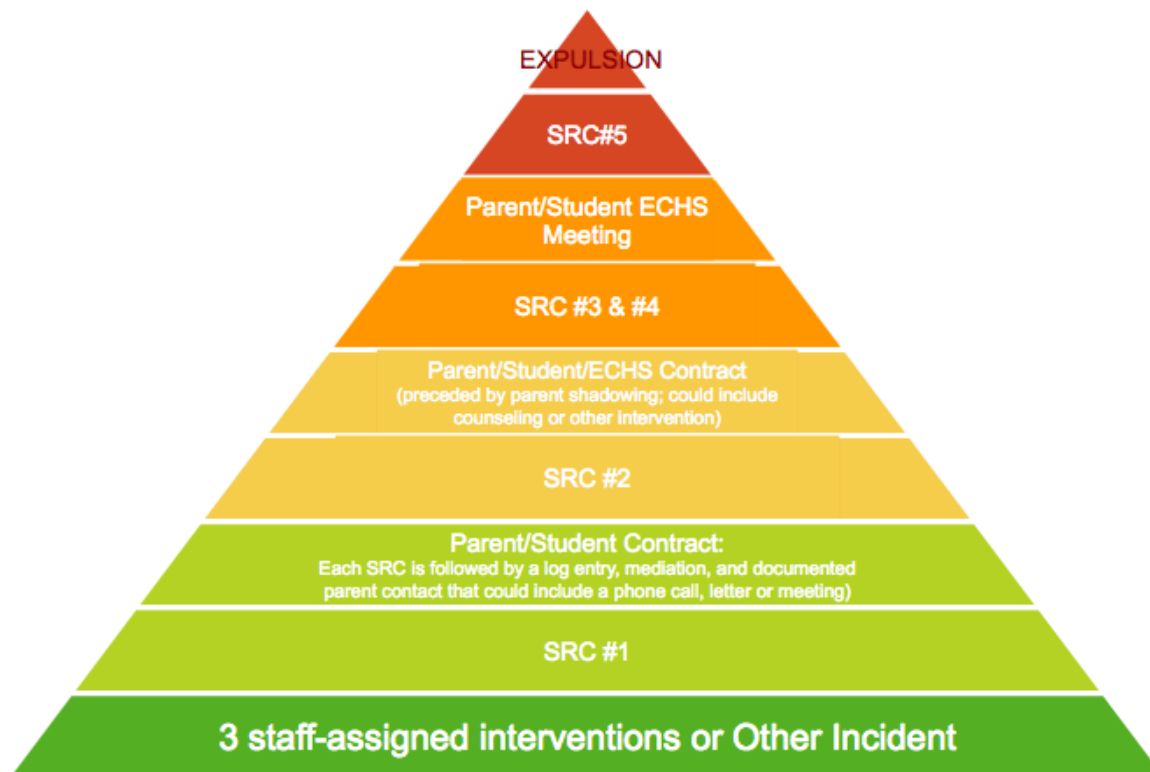 EXPULSION
SRC#5
Parent/Student ECHS
Meeting
SRC #3 & #4
Parent/Student/ECHS Contract
(preceded by parent shadowing; could include
counseling or other intervention)
SRC #2
Parent/Student Contract:
Each SRC is followed by a log entry, mediation, and documented
parent contact that could include a phone call, letter or meeting)
SRC #1
3 staff-assigned interventions or Other Incident